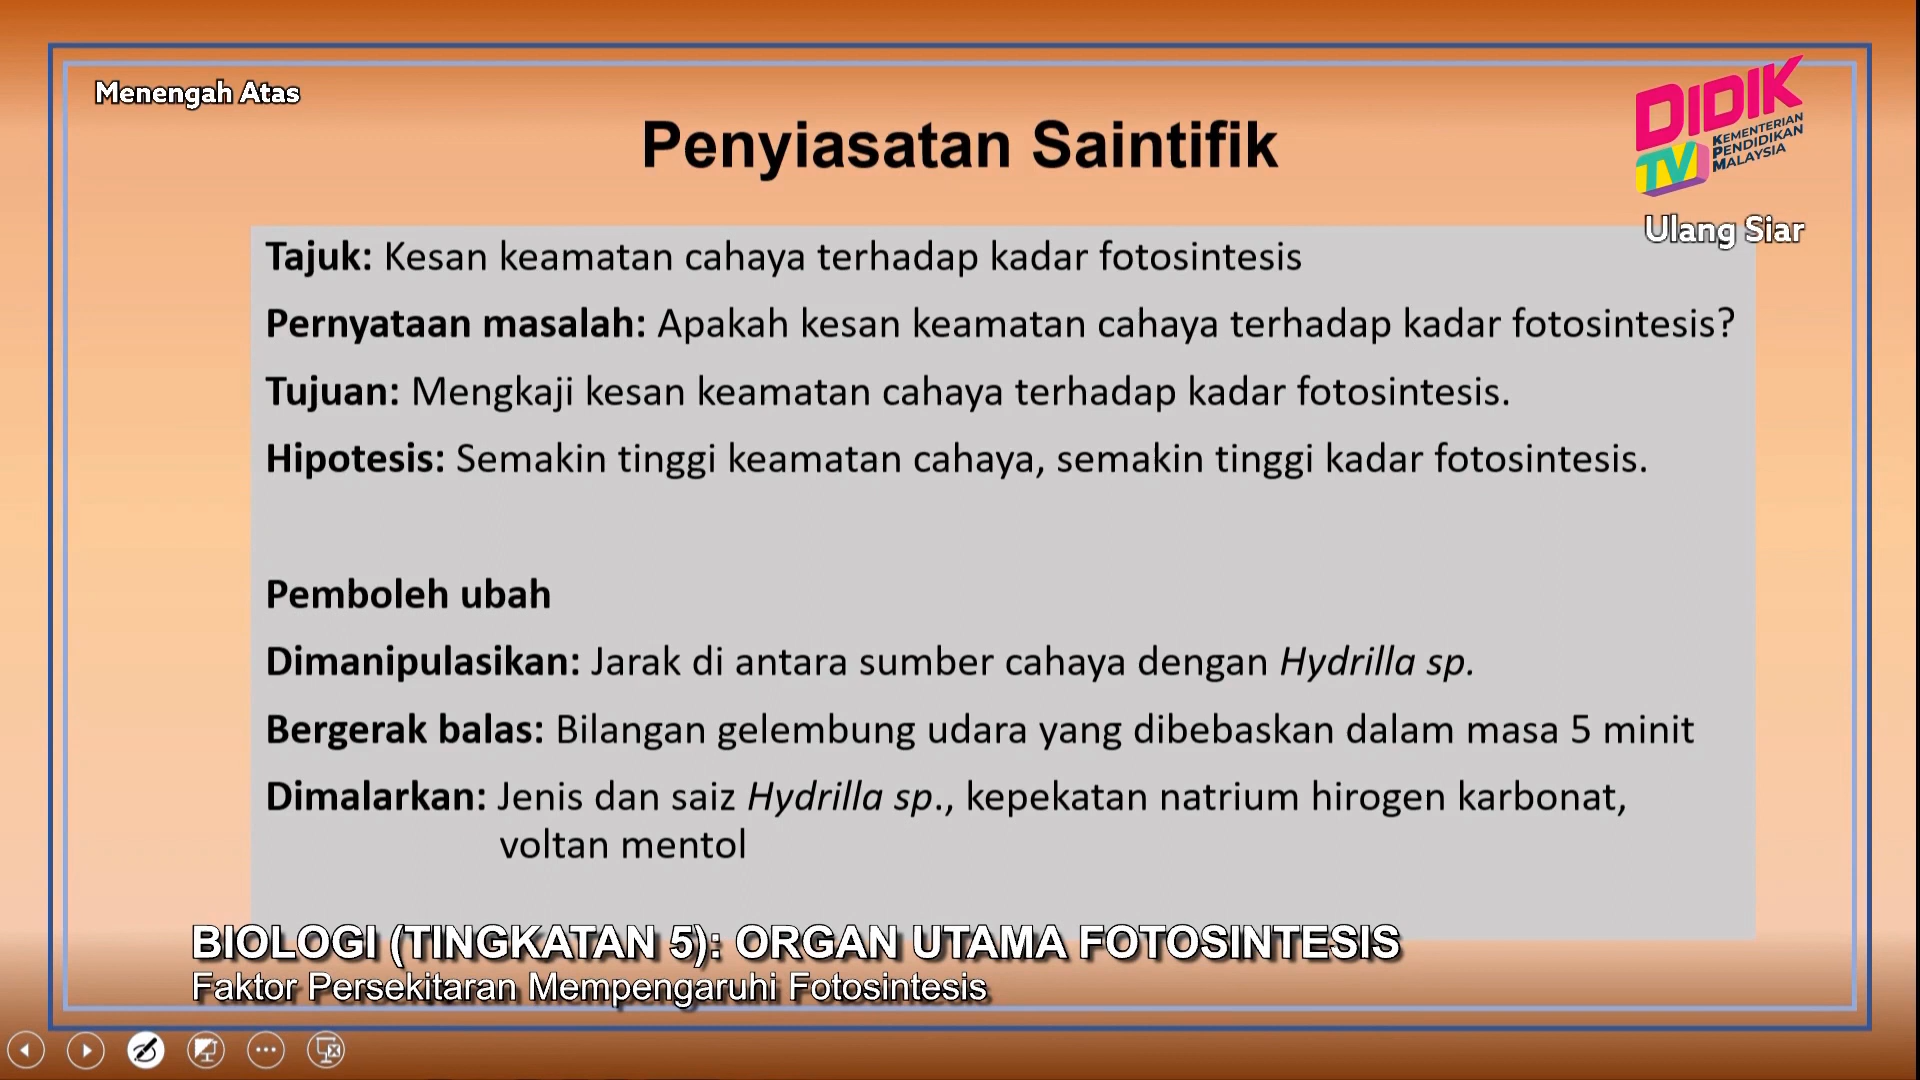 Menengah Atas
DIDIK
TV
KEMENTERIAN
PENDIDIKAN
MALAYSIA
Penyiasatan Saintifik
Ulang Siar
Tajuk: Kesan keamatan cahaya terhadap kadar fotosintesis
Pernyataan masalah: Apakah kesan keamatan cahaya terhadap kadar fotosintesis?
Tujuan: Mengkaji kesan keamatan cahaya terhadap kadar fotosintesis.
Hipotesis: Semakin tinggi keamatan cahaya, semakin tinggi kadar fotosintesis.
Pemboleh ubah
Dimanipulasikan: Jarak di antara sumber cahaya dengan Hydrilla sp.
Bergerak balas: Bilangan gelembung udara yang dibebaskan dalam masa 5 minit
Dimalarkan: Jenis dan saiz Hydrilla sp., kepekatan natrium hirogen karbonat,
voltan mentol
BIOLOGI (TINGKATAN 5): ORGAN UTAMA FOTOSINTESIS
Faktor Persekitaran Mempengaruhi Fotosintesis